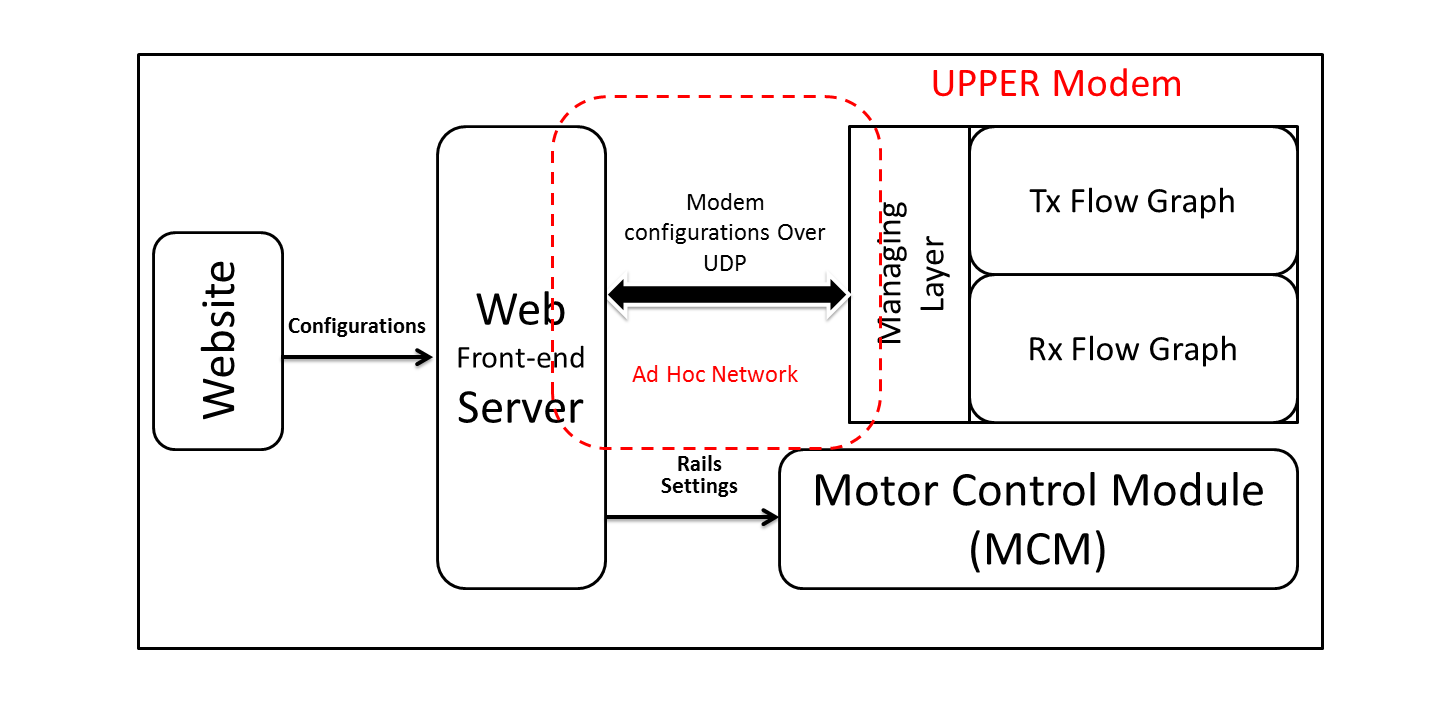 UPPER Modem
Website
Configurations
Web
Front-end
Server
Modem
configurations Over
UDP
Ad Hoc Network
Managing
Layer
Tx Flow Graph
Rx Flow Graph
Rails
Settings
Motor Control Module
(MCM)